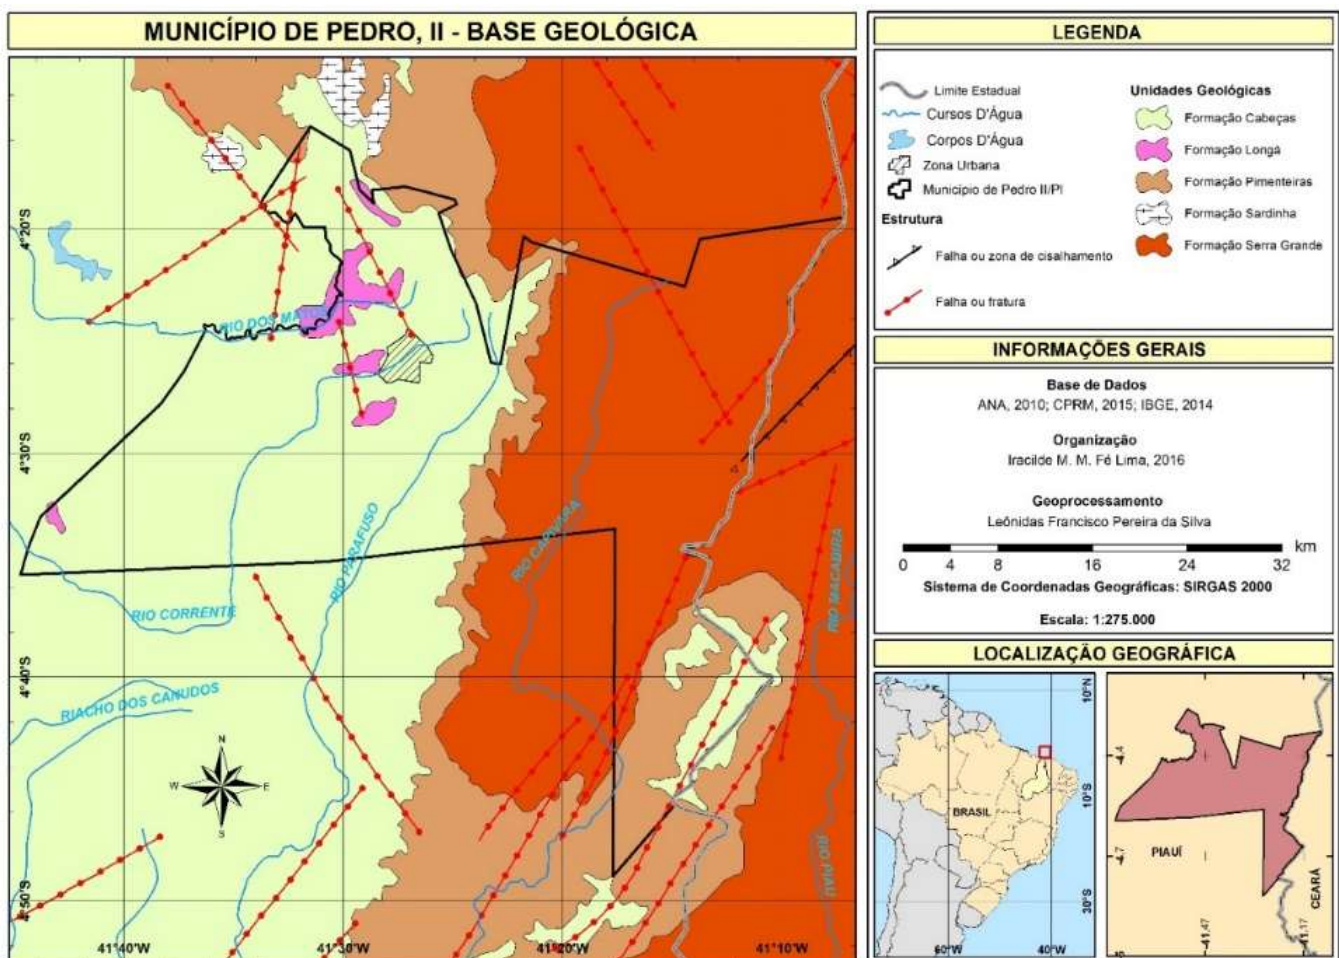 MUNICÍPIO DE PEDRO, II - BASE GEOLÓGICA
4°20'S
4°30'S
4°40'S
4°50'S
41°40'W
41°30'W
41°20'W
41°10'W
RIO DOS MATOS
RIO PARAFUSO
RIO CORRENTE
RIACHO DOS CANUDOS
RIO MACAMBIRA
RIO PIAU
N
W
E
S
LEGENDA
Limite Estadual
Cursos D'Água
Corpos D'Água
Zona Urbana
Município de Pedro II/PI
Estrutura
Falha ou zona de cisalhamento
Falha ou fratura
Unidades Geológicas
Formação Cabeças
Formação Longá
Formação Pimenteiras
Formação Sardinha
Formação Serra Grande
INFORMAÇÕES GERAIS
Base de Dados
ANA, 2010; CPRM, 2015; IBGE, 2014
Organização
Iracilde M. M. Fé Lima, 2016
Geoprocessamento
Leônidas Francisco Pereira da Silva
km
0 4 8 16 24 32
Sistema de Coordenadas Geográficas: SIRGAS 2000
Escala: 1:275.000
LOCALIZAÇÃO GEOGRÁFICA
10°N
10°S
30°S
60°W
40°W
BRASIL
PIAUÍ
CEARÁ
-4,4
-4,7
-41,47
-41,17